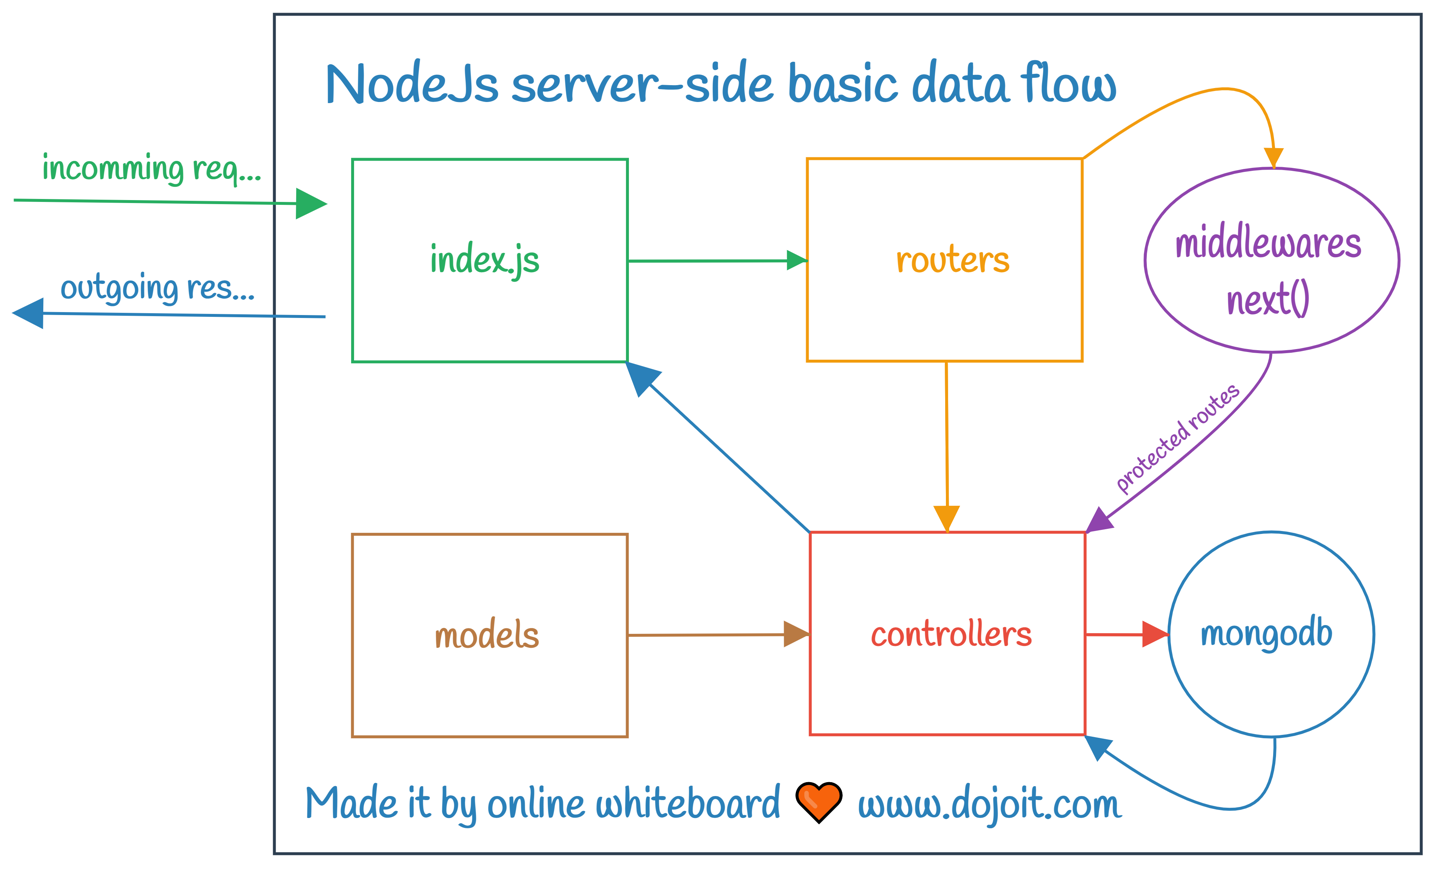 NodeJs server-side basic data flow
incomming req...
outgoing res...
index.js
routers
middlewares
next()
protected routes
models
controllers
mongodb
Made it by online whiteboard 🧡 www.dojoit.com